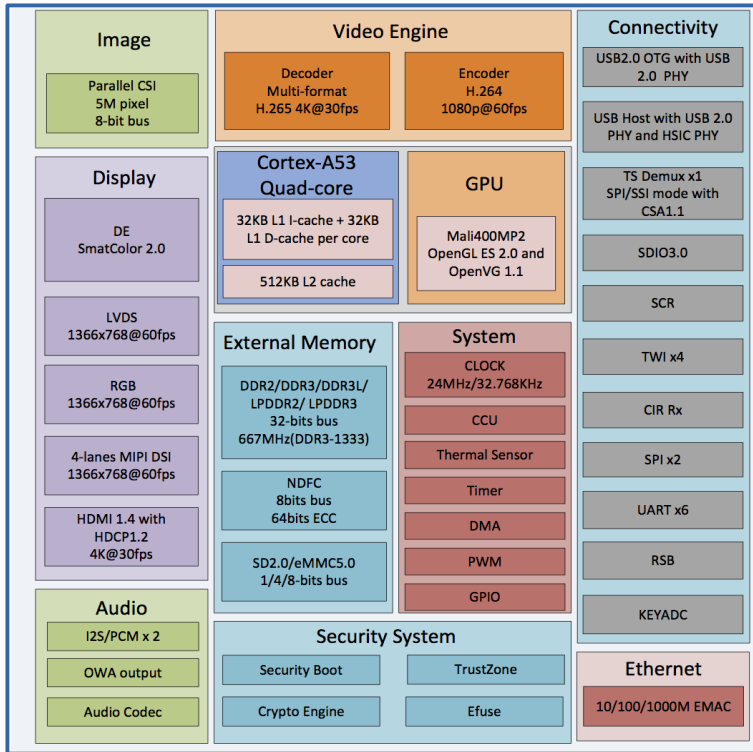 Image
Parallel CSI
5M pixel
8-bit bus
Video Engine
Decoder
Multi-format
H.265 4K@30fps
Encoder
H.264
1080p@60fps
Connectivity
USB2.0 OTG with USB
2.0 PHY
USB Host with USB 2.0
PHY and HSIC PHY
TS Demux x1
SPI/SSI mode with
CSA1.1
SDIO3.0
SCR
TWI x4
CIR Rx
SPI x2
UART x6
RSB
KEYADC
Display
DE
SmatColor 2.0
LVDS
1366x768@60fps
RGB
1366x768@60fps
4-lanes MIPI DSI
1366x768@60fps
HDMI 1.4 with
HDCP1.2
4K@30fps
Cortex-A53
Quad-core
32KB L1 I-cache + 32KB
L1 D-cache per core
512KB L2 cache
GPU
Mali400MP2
OpenGL ES 2.0 and
OpenVG 1.1
External Memory
DDR2/DDR3/DDR3L/
LPDDR2/ LPDDR3
32-bits bus
667MHz(DDR3-1333)
NDFC
8bits bus
64bits ECC
SD2.0/eMMC5.0
1/4/8-bits bus
System
CLOCK
24MHz/32.768KHz
CCU
Thermal Sensor
Timer
DMA
PWM
GPIO
Audio
I2S/PCM x 2
OWA output
Audio Codec
Security System
Security Boot
TrustZone
Crypto Engine
Efuse
Ethernet
10/100/1000M EMAC